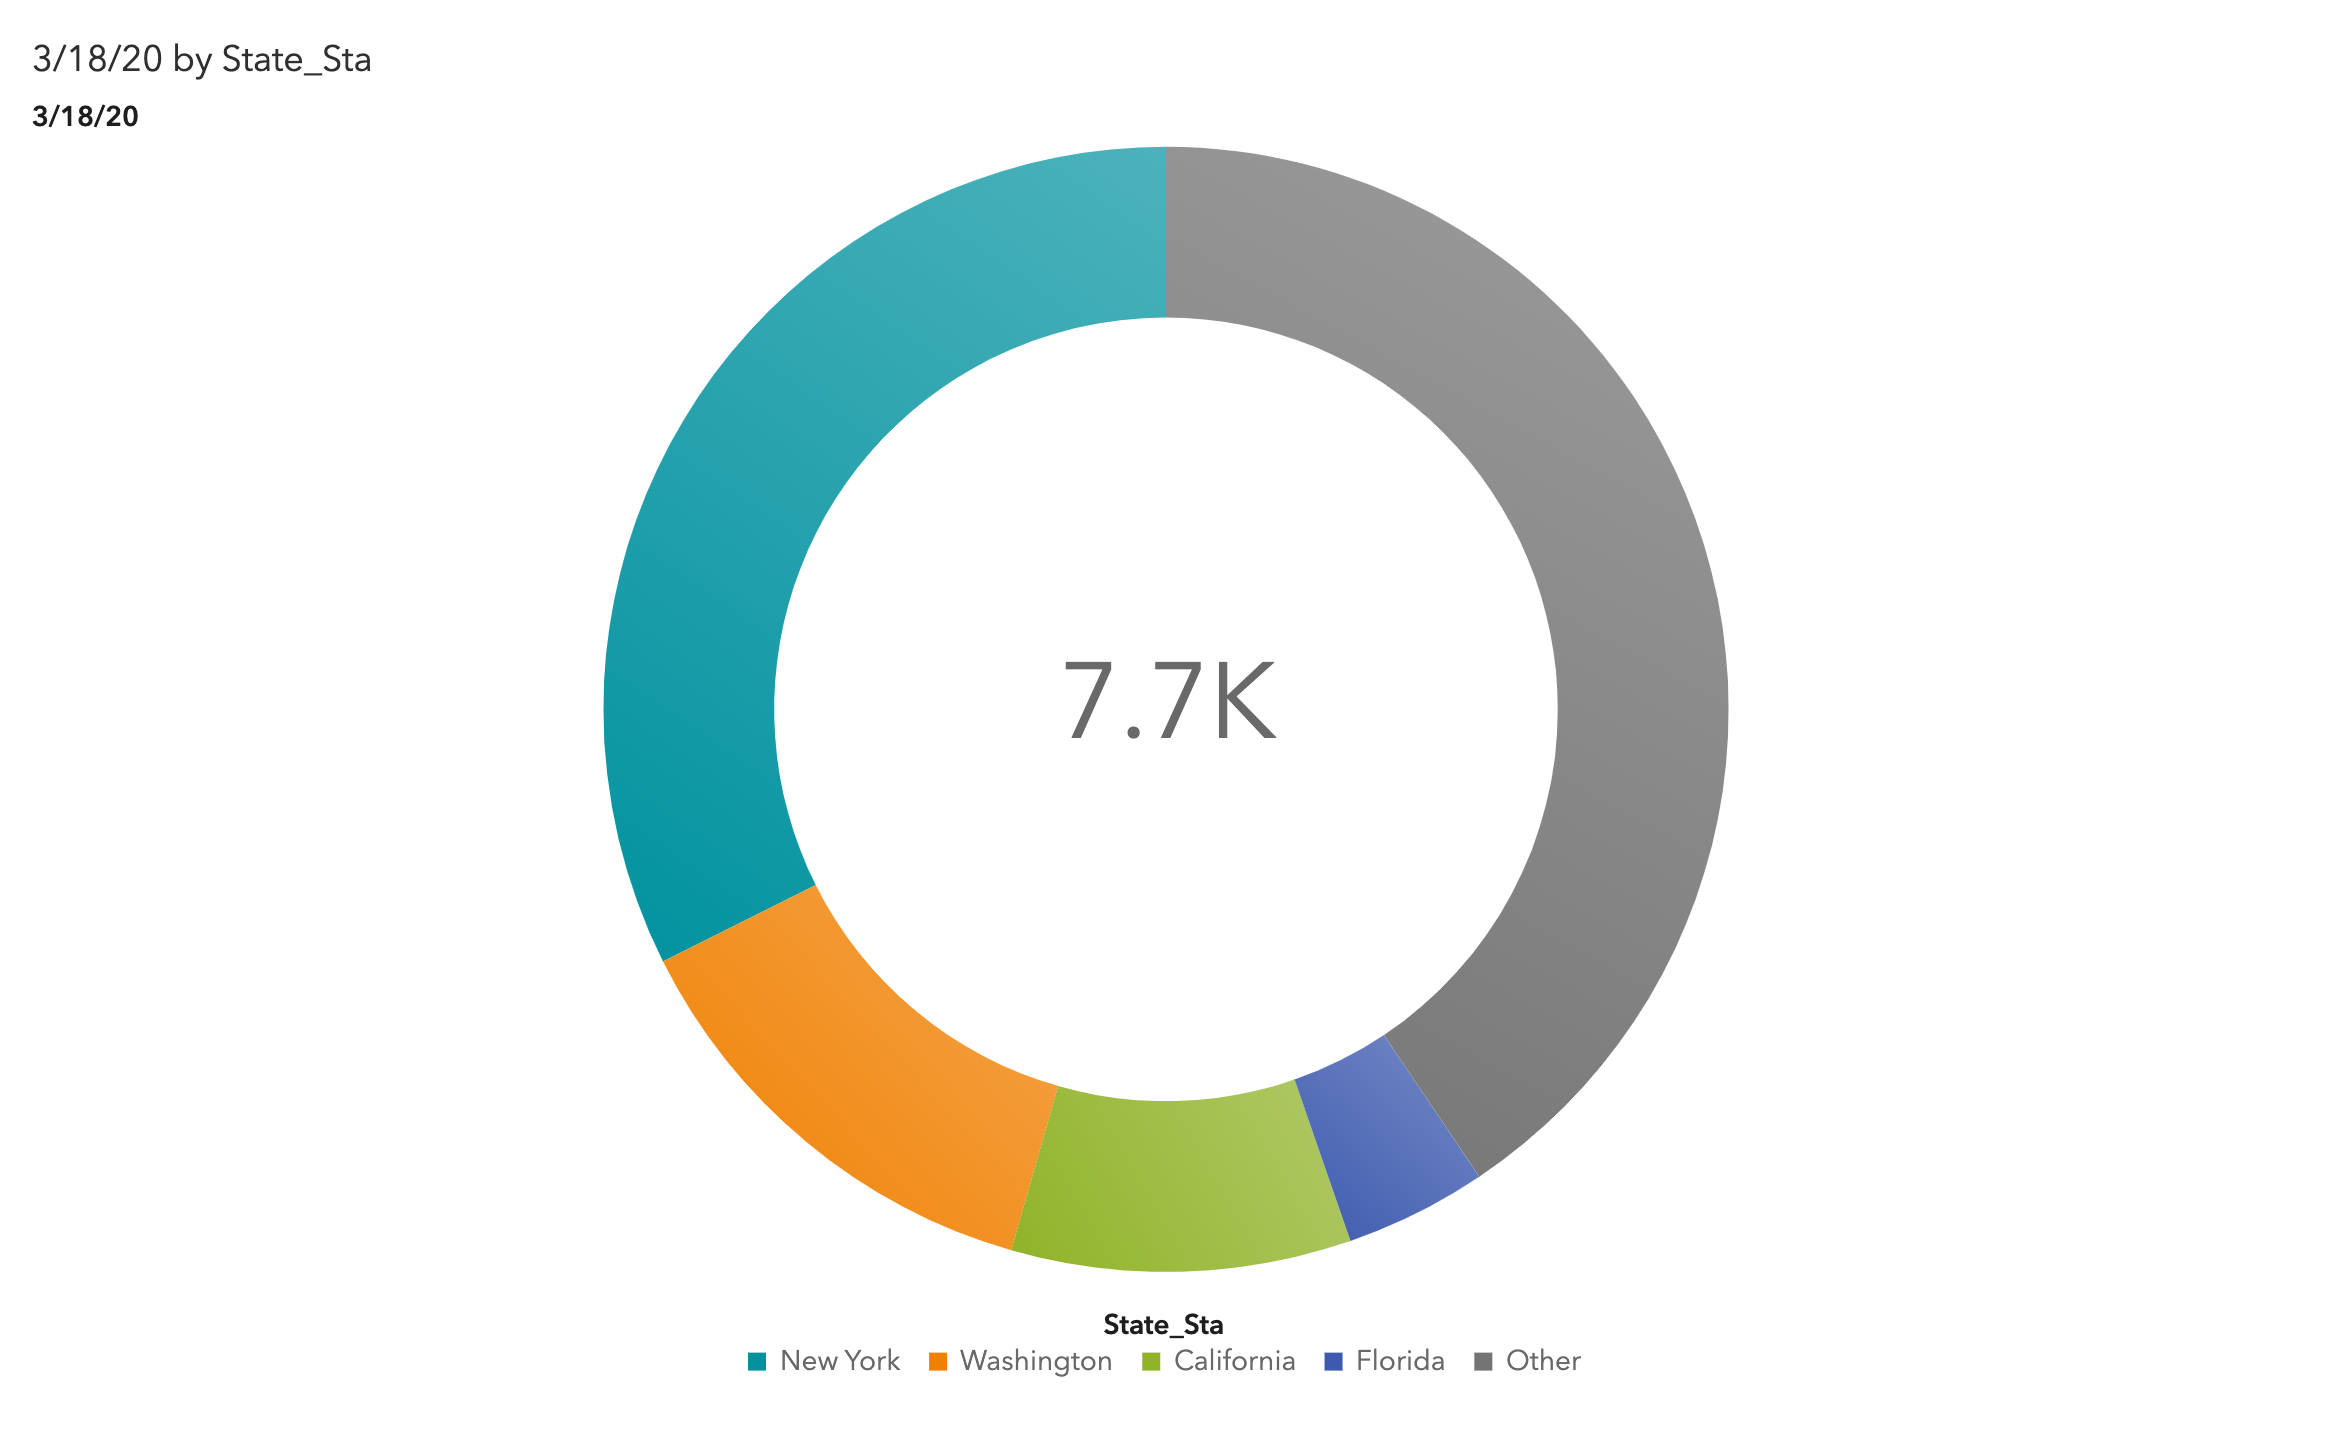 3/18/20 by State_Sta
3/18/20
7.7K
State_Sta
New York Washington California Florida Other